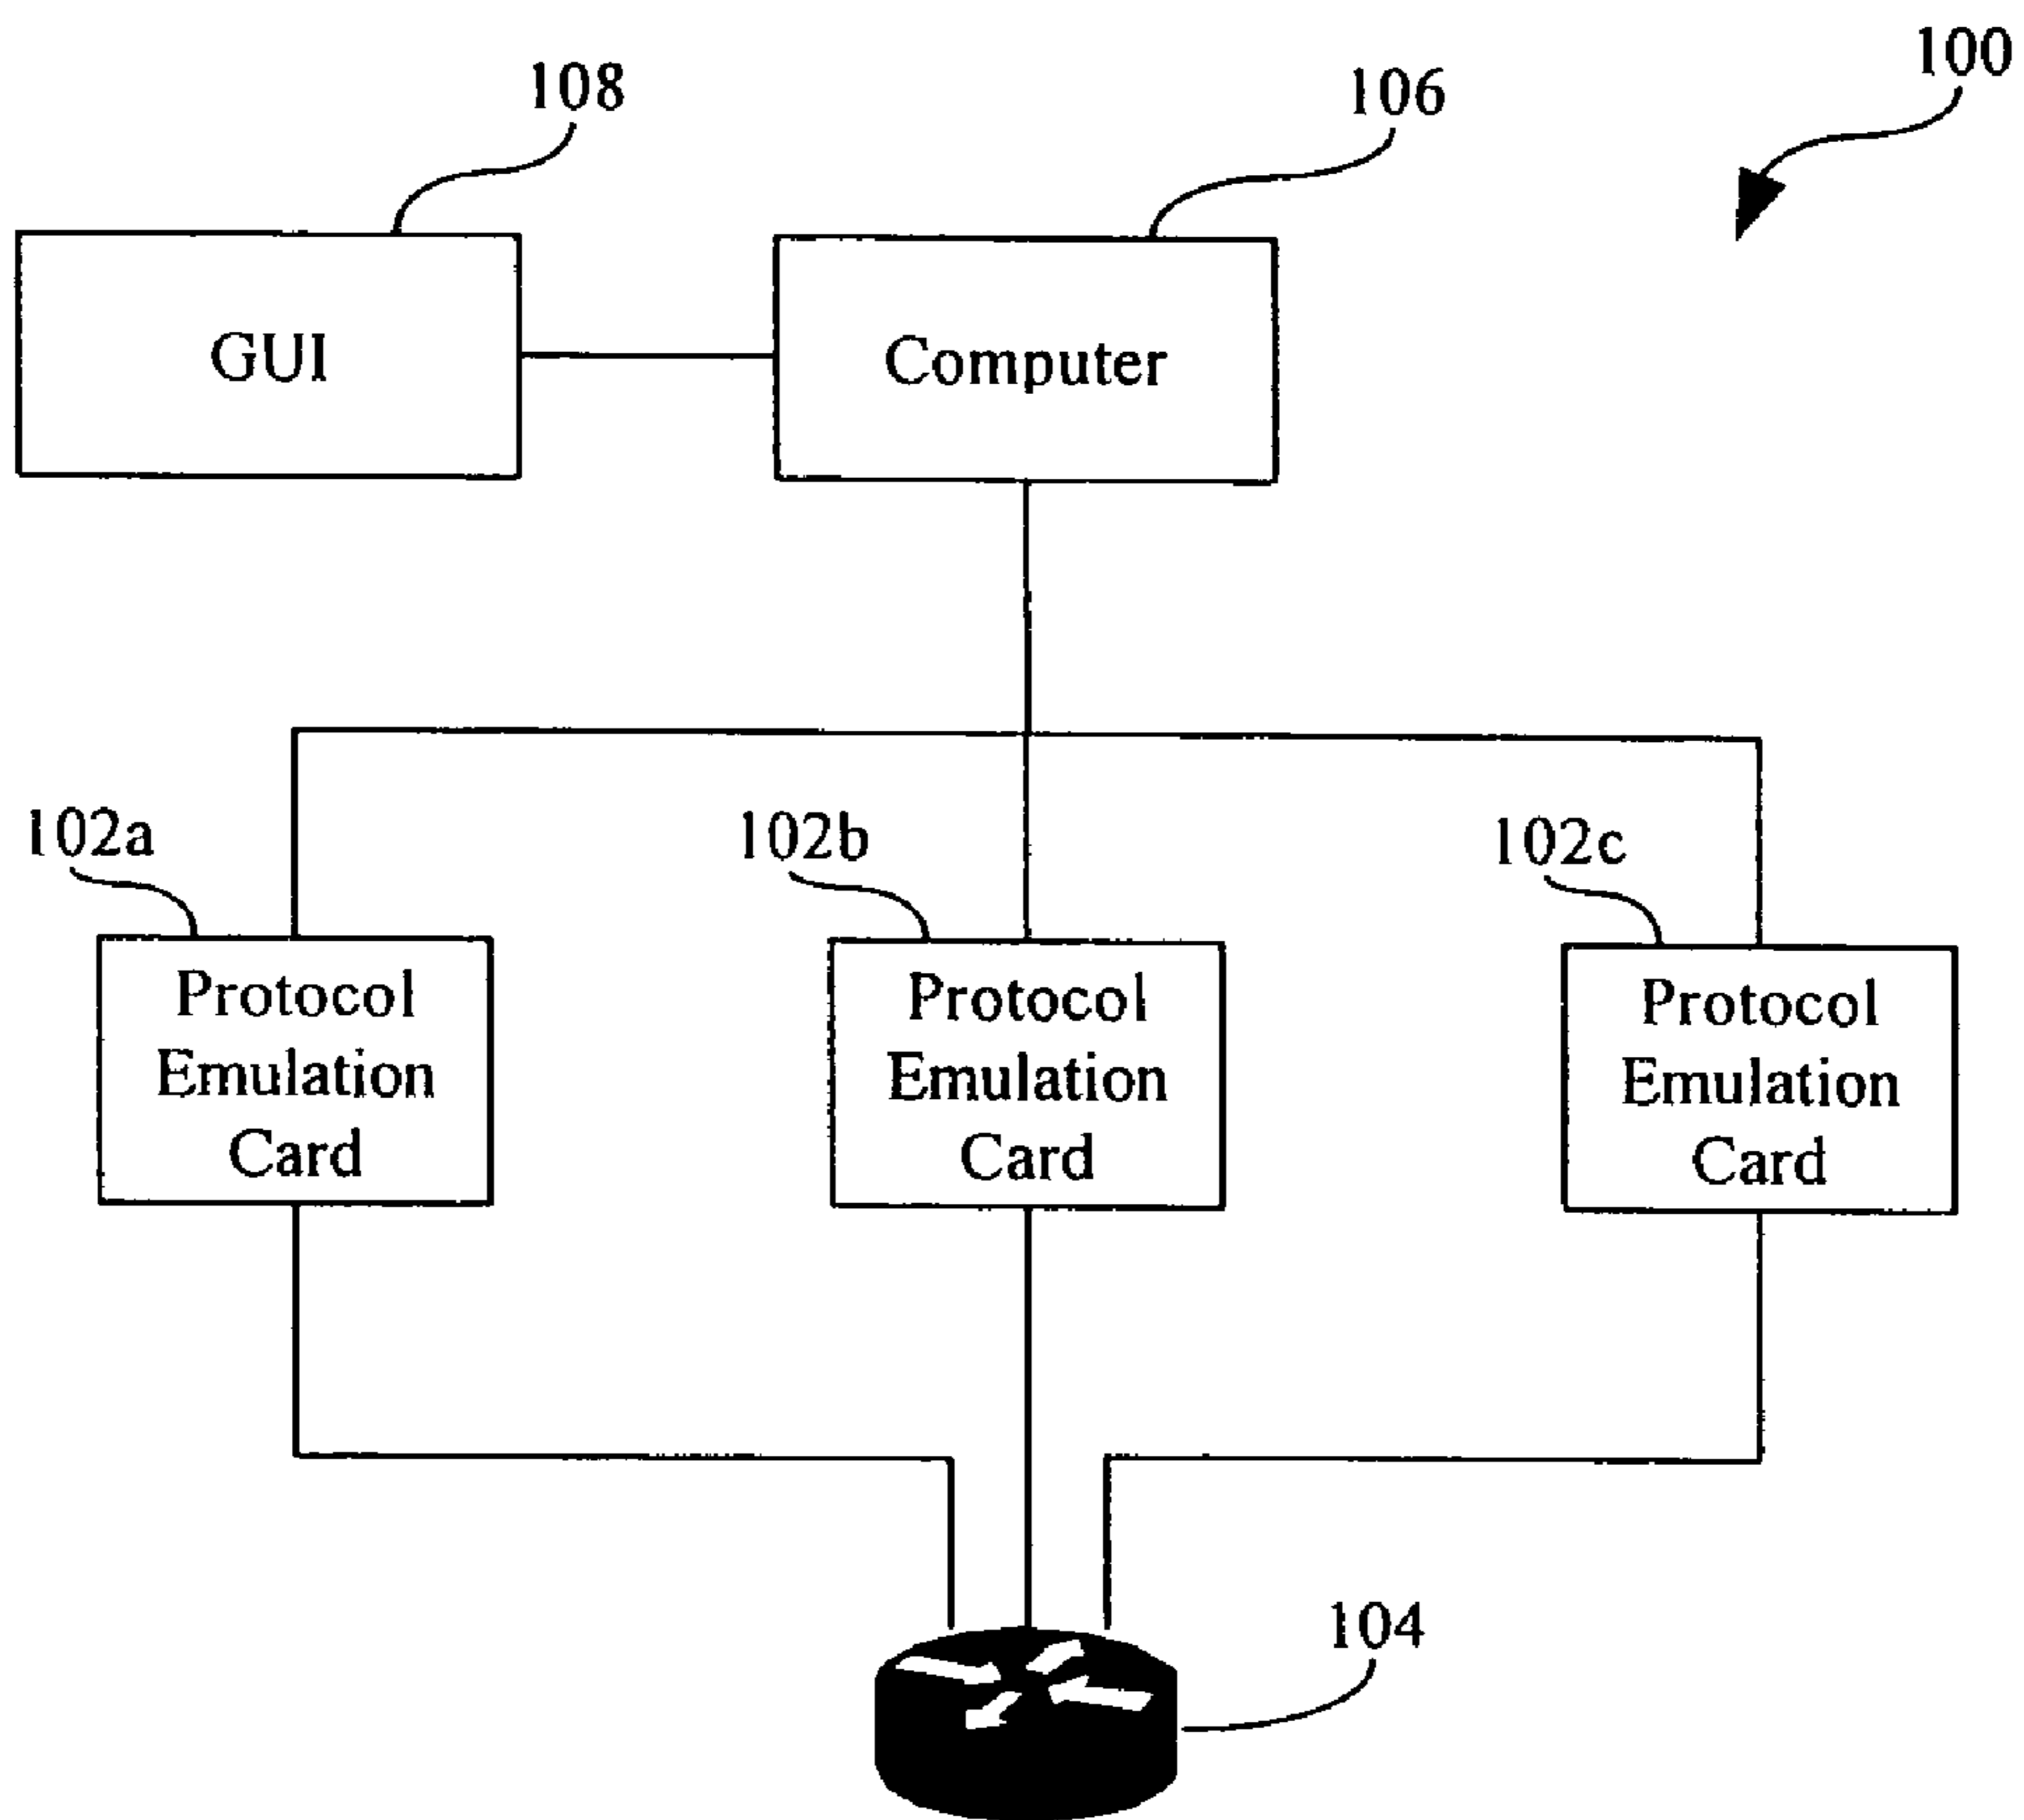 100
108
106
GUI
Computer
102a
102b
102c
Protocol
Emulation
Card
Protocol
Emulation
Card
Protocol
Emulation
Card
104